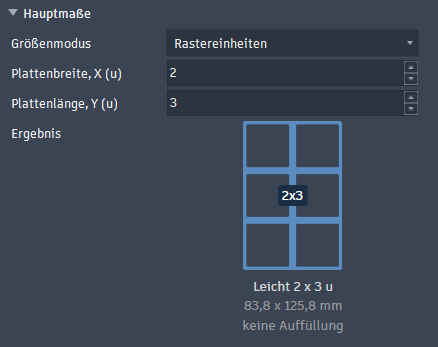 Hauptmaße
Größenmodus Rastereinheiten
Plattenbreite, X (u) 2
Plattenlänge, Y (u) 3
Ergebnis
2x3
Leicht 2 x 3 u
83,8 x 125,8 mm
keine Auffüllung